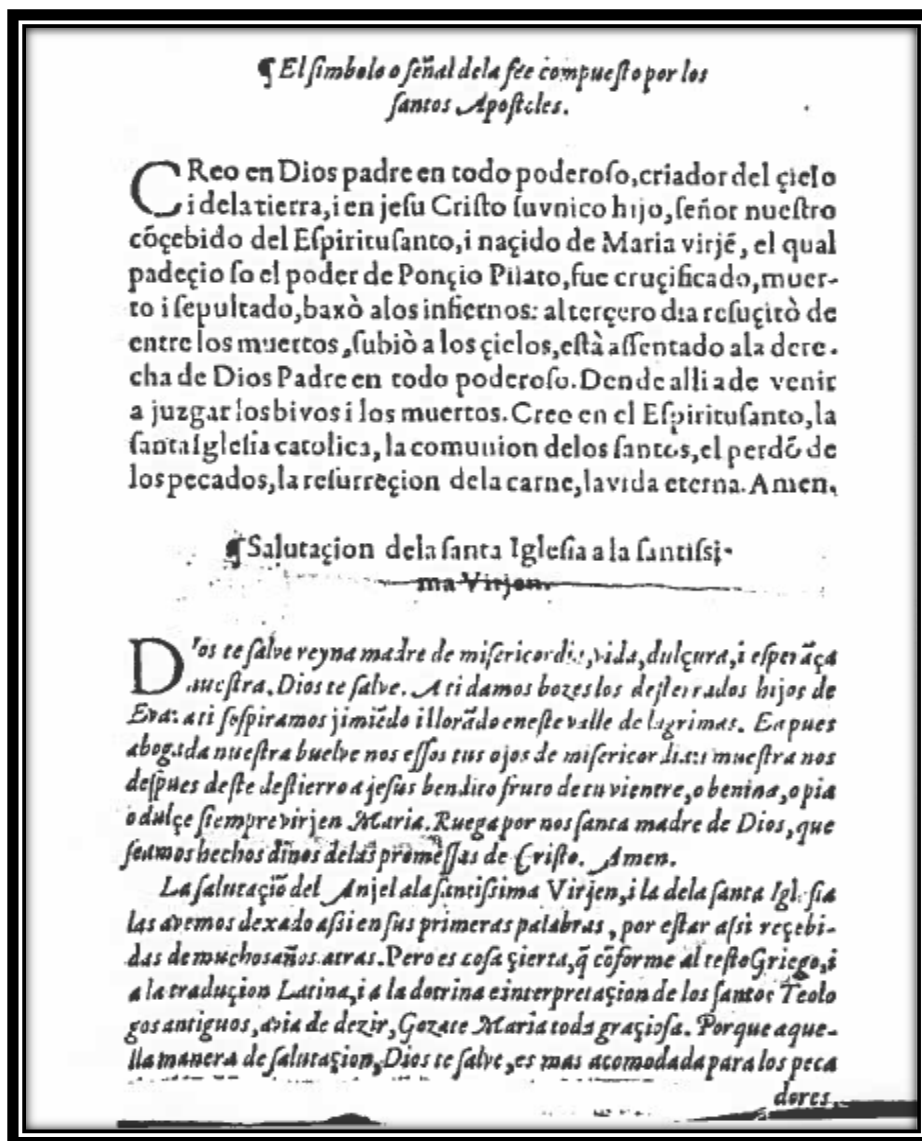 ¶ El ſimbolo o ſeñal dela fee compueſto por los
ſantos Apoſtoles.
CReo en Dios padre en todo poderoſo,criador del çielo
i dela tierra,i en jeſu Criſto ſu vnico hijo,ſeñor nueſtro
cõçebido del Eſpirituſanto,i naçido de Maria virjẽ, el qual
padeçio ſo el poder de Ponçio Pilato,fue cruçificado,muer-
to i ſepultado,baxò alos infiernos: al terçero dia reſuçitò de
entre los muertos,ſubiò a los çielos,eſtà aſſentado ala dere-
cha de Dios Padre en todo poderoſo.Dende alli a de venir
a juzgar los bivos i los muertos. Creo en el Eſpirituſanto, la
ſanta Igleſia catolica, la comunion delos ſantos,el perdõ de
los pecados,la reſurreçion dela carne,la vida eterna. Amen.
¶ Salutaçion dela ſanta Igleſia a la ſantiſsi-
ma Virjen.
DIos te ſalve reyna madre de miſericordia,vida,dulçura,i eſperãça
nueſtra. Dios te ſalve. A ti damos bozes los deſterrados hijos de
Eva: a ti ſoſpiramos jimiẽdo i llorãdo en eſte valle de lagrimas. Ea pues
abogada nueſtra buelve nos eſſos tus ojos de miſericordia: i mueſtra nos
deſpues deſte deſtierro a jeſus bendito fruto de tu vientre, o benina, o pia
o dulçe ſiempre virjen Maria. Ruega por nos ſanta madre de Dios, que
ſeamos hechos dinos delas promeſſas de Criſto. Amen.
La ſalutaçiõ del Anjel ala ſantiſsima Virjen, i la dela ſanta Igleſia
las avemos dexado aſsi en ſus primeras palabras, por eſtar aſsi reçebi-
das de muchos años atras. Pero es coſa çierta,q̃ cõforme al teſto Griego,i
a la traduçion Latina,i a la dotrina e interpretaçion de los ſantos Teolo
gos antiguos, avia de dezir, Gozate Maria toda graçioſa. Porque aque-
lla manera de ſalutaçion, Dios te ſalve, es mas acomodada para los peca
dores.